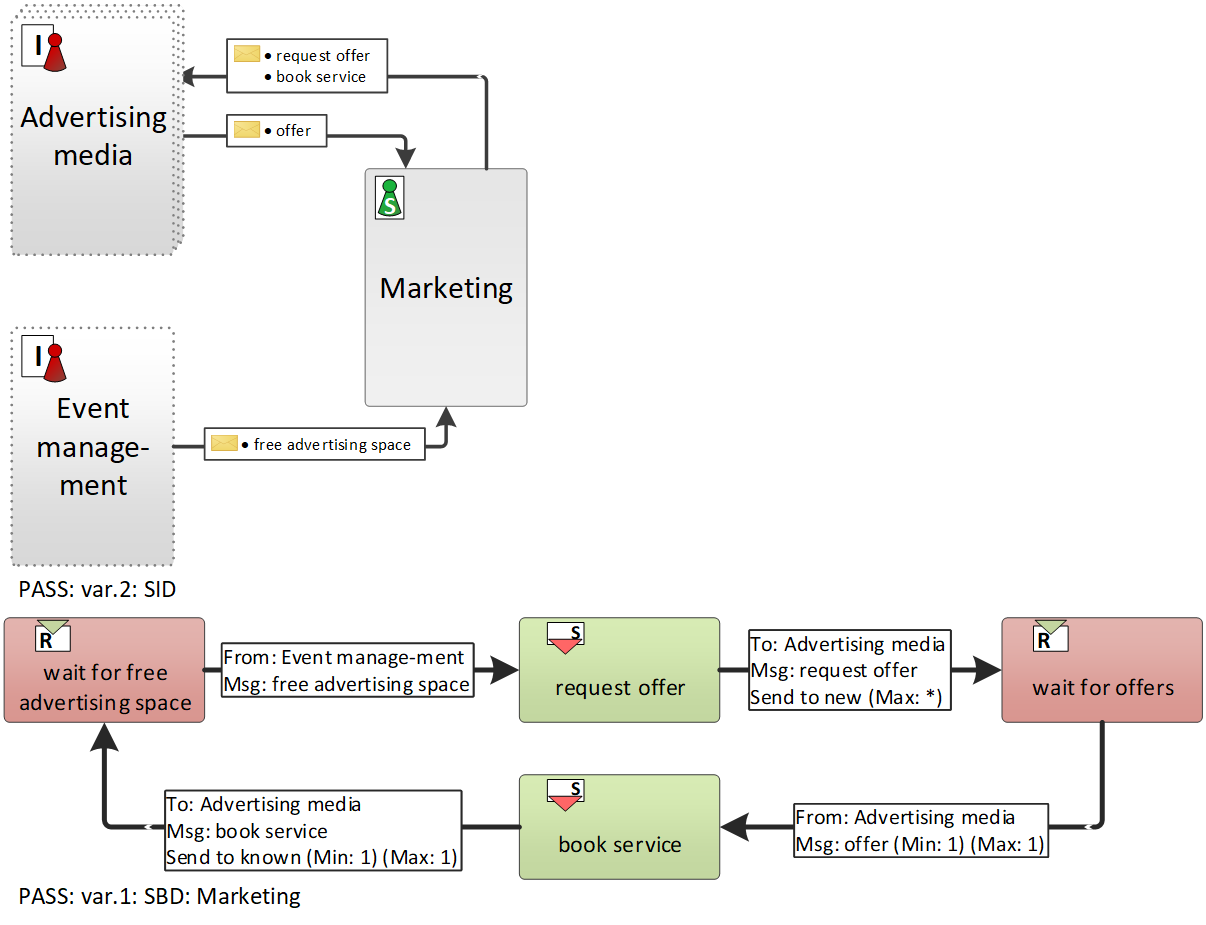 I
Advertising
media
• request offer
• book service
• offer
S
Marketing
I
Event
manage-
ment
• free advertising space
PASS: var.2: SID
R
wait for free
advertising space
From: Event manage-ment
Msg: free advertising space
S
request offer
To: Advertising media
Msg: request offer
Send to new (Max: *)
R
wait for offers
To: Advertising media
Msg: book service
Send to known (Min: 1) (Max: 1)
S
book service
From: Advertising media
Msg: offer (Min: 1) (Max: 1)
PASS: var.1: SBD: Marketing